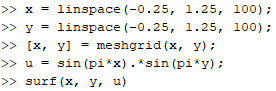 >> x = linspace(-0.25, 1.25, 100);
>> y = linspace(-0.25, 1.25, 100);
>> [x, y] = meshgrid(x, y);
>> u = sin(pi*x).*sin(pi*y);
>> surf(x, y, u)